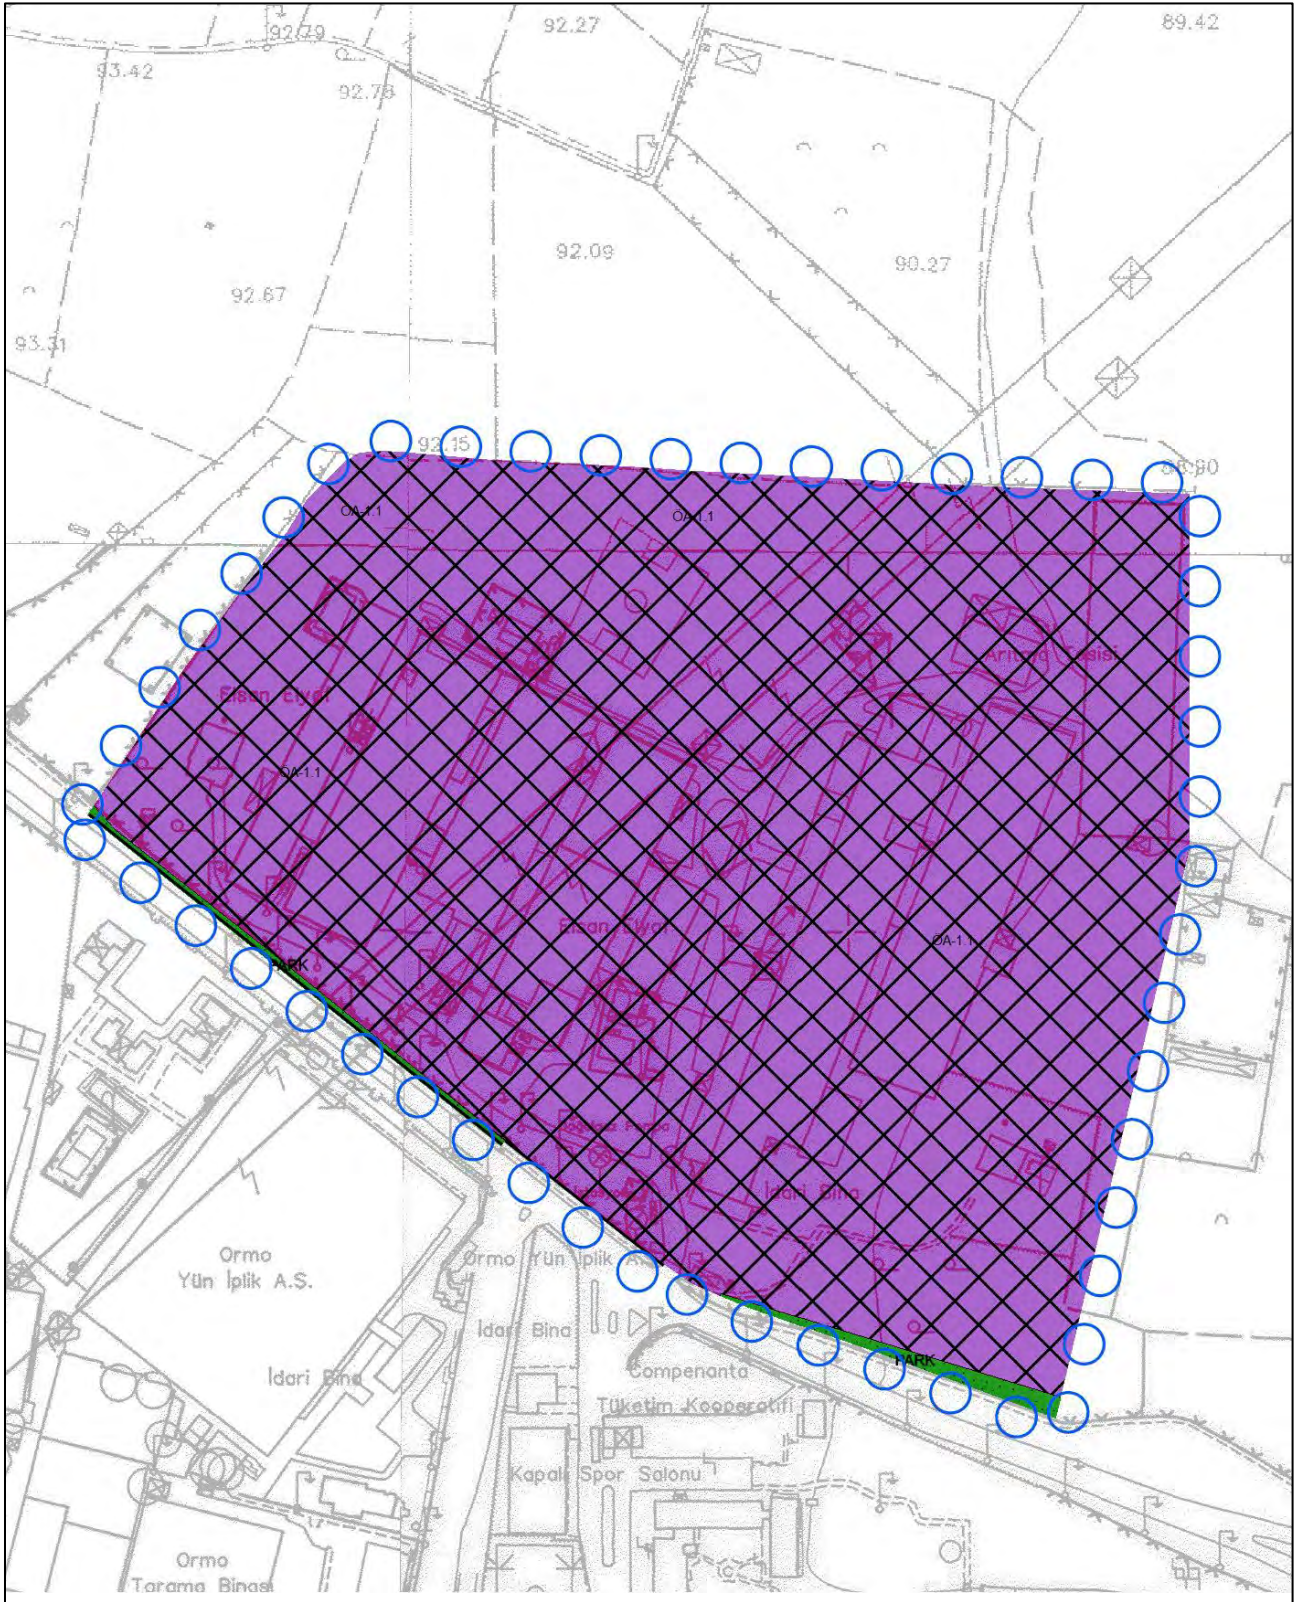 92.79
92.27
89.42
93.42
92.78
92.09
90.27
92.67
93.31
92.15
ÖA-1.1
ÖA-1.1
Arıtma Tesisi
Elsan Elyaf
ÖA-1.1
Elsan Elyaf
ÖA-1.1
PARK
İdari Bina
Ormo
Yün İplik A.Ş.
Ormo Yün İplik A.
İdari Bina
PARK
Compenanta
Tüketim Kooperatifi
İdari Bina
Kapalı Spor Salonu
Ormo
Tarama Binası